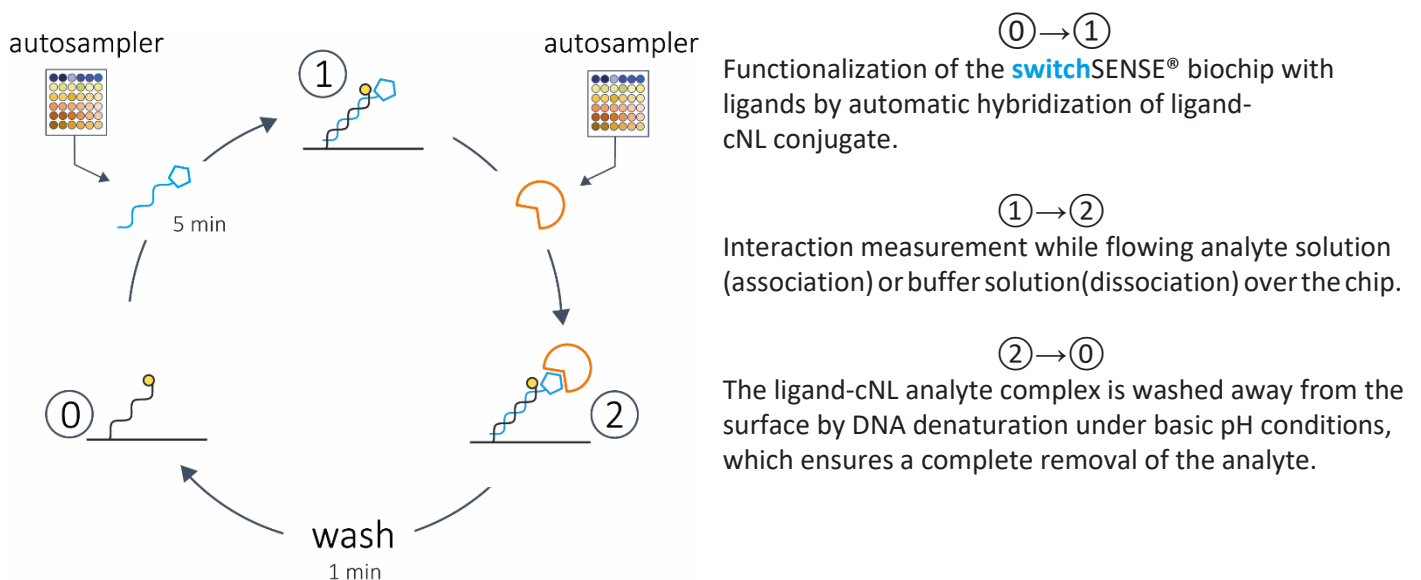 autosampler
autosampler
1
5 min
0
2
wash
1 min
0→1
Functionalization of the switchSENSE® biochip with
ligands by automatic hybridization of ligand-
cNL conjugate.
1→2
Interaction measurement while flowing analyte solution
(association) or buffer solution(dissociation) over the chip.
2→0
The ligand-cNL analyte complex is washed away from the
surface by DNA denaturation under basic pH conditions,
which ensures a complete removal of the analyte.